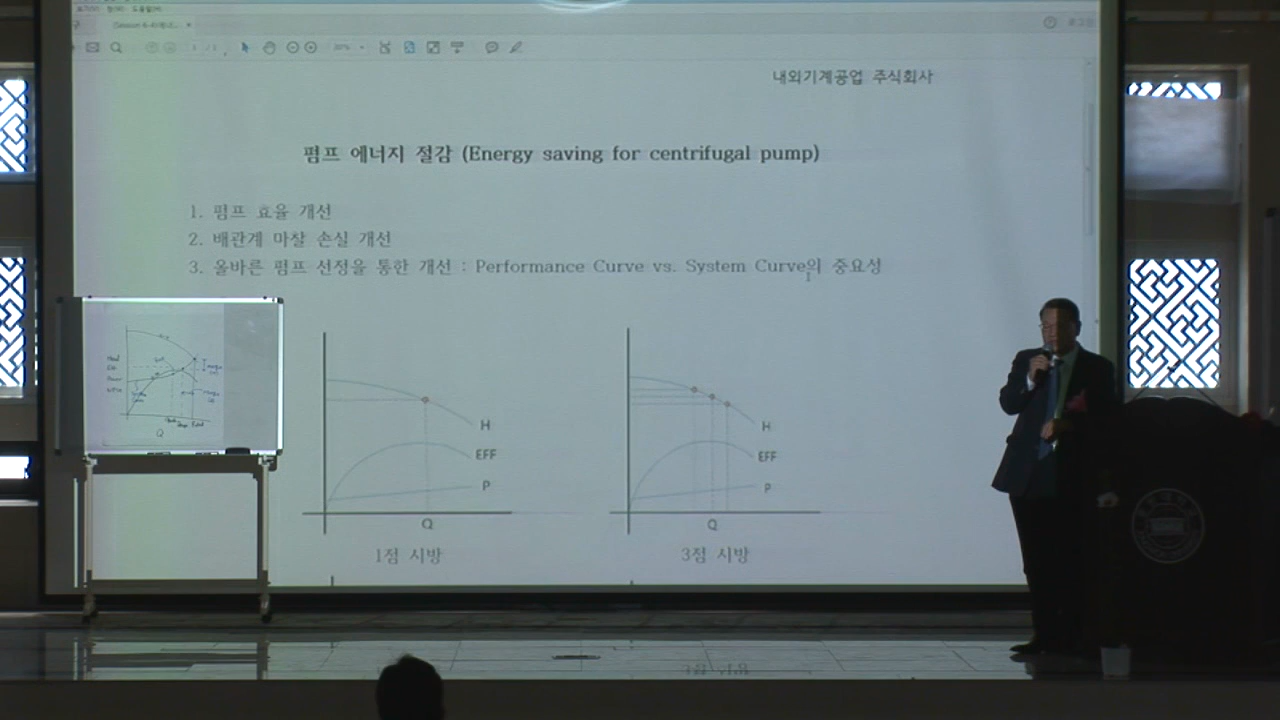 내외기계공업 주식회사
펌프 에너지 절감 (Energy saving for centrifugal pump)
1. 펌프 효율 개선
2. 배관계 마찰 손실 개선
3. 올바른 펌프 선정을 통한 개선 : Performance Curve vs. System Curve의 중요성
H
EFF
P
Q
1점 시방
H
EFF
P
Q
3점 시방
Q